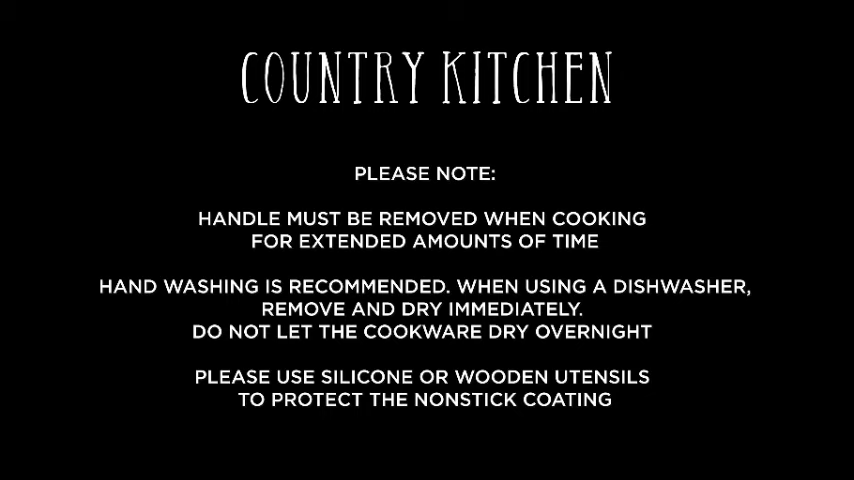 COUNTRY KITCHEN
PLEASE NOTE:
HANDLE MUST BE REMOVED WHEN COOKING
FOR EXTENDED AMOUNTS OF TIME
HAND WASHING IS RECOMMENDED. WHEN USING A DISHWASHER,
REMOVE AND DRY IMMEDIATELY.
DO NOT LET THE COOKWARE DRY OVERNIGHT
PLEASE USE SILICONE OR WOODEN UTENSILS
TO PROTECT THE NONSTICK COATING